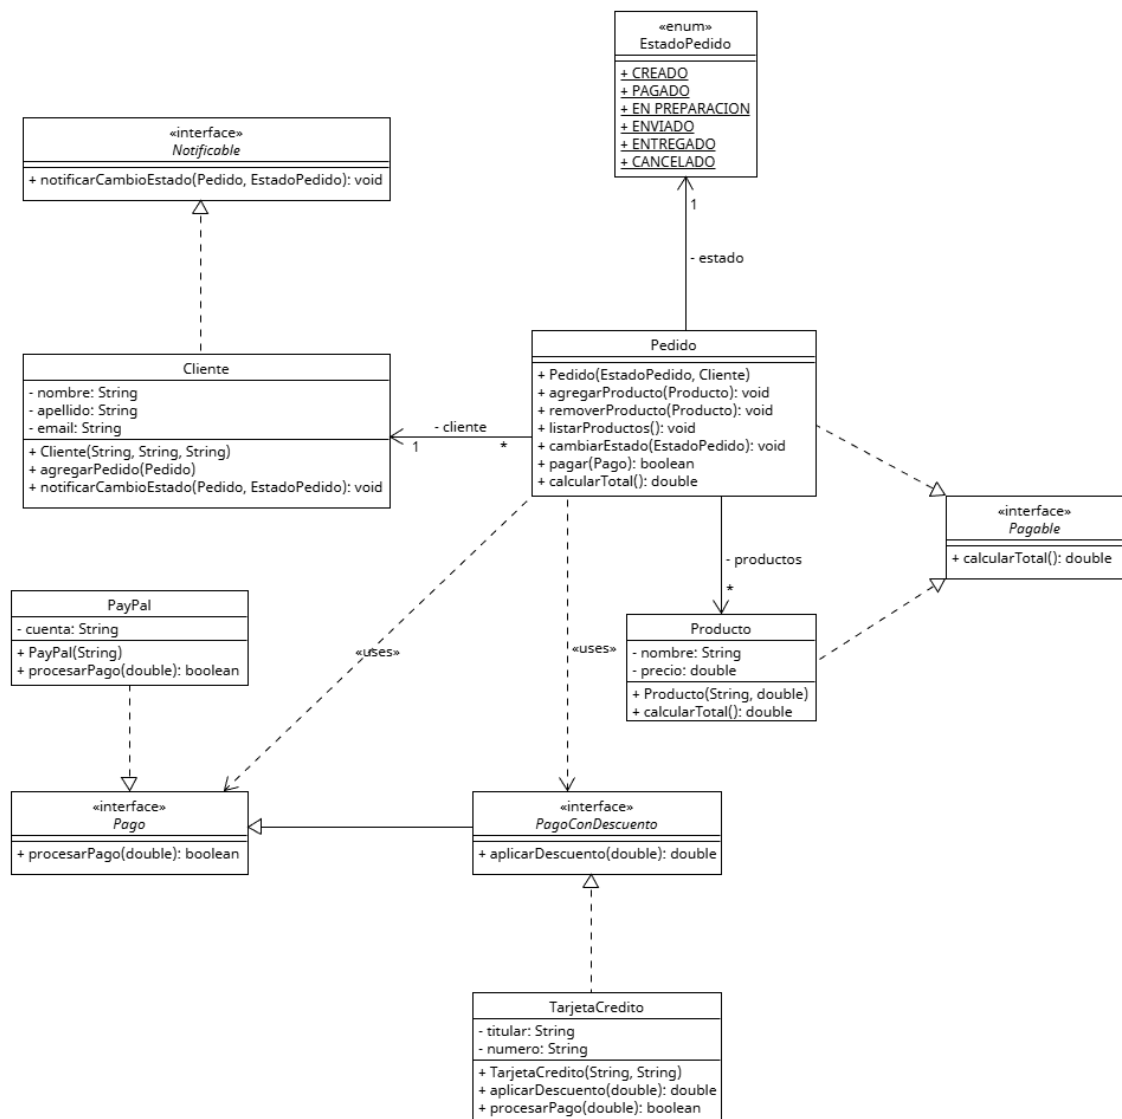 «enum»
EstadoPedido
+ CREADO
+ PAGADO
+ EN PREPARACION
+ ENVIADO
+ ENTREGADO
+ CANCELADO
«interface»
Notificable
+ notificarCambioEstado(Pedido, EstadoPedido): void
1
- estado
Cliente
- nombre: String
- apellido: String
- email: String
+ Cliente(String, String, String)
+ agregarPedido(Pedido)
+ notificarCambioEstado(Pedido, EstadoPedido): void
- cliente
1
*
Pedido
+ Pedido(EstadoPedido, Cliente)
+ agregarProducto(Producto): void
+ removerProducto(Producto): void
+ listarProductos(): void
+ cambiarEstado(EstadoPedido): void
+ pagar(Pago): boolean
+ calcularTotal(): double
«interface»
Pagable
+ calcularTotal(): double
- productos
*
PayPal
- cuenta: String
+ PayPal(String)
+ procesarPago(double): boolean
«uses»
«uses»
Producto
- nombre: String
- precio: double
+ Producto(String, double)
+ calcularTotal(): double
«interface»
Pago
+ procesarPago(double): boolean
«interface»
PagoConDescuento
+ aplicarDescuento(double): double
TarjetaCredito
- titular: String
- numero: String
+ TarjetaCredito(String, String)
+ aplicarDescuento(double): double
+ procesarPago(double): boolean